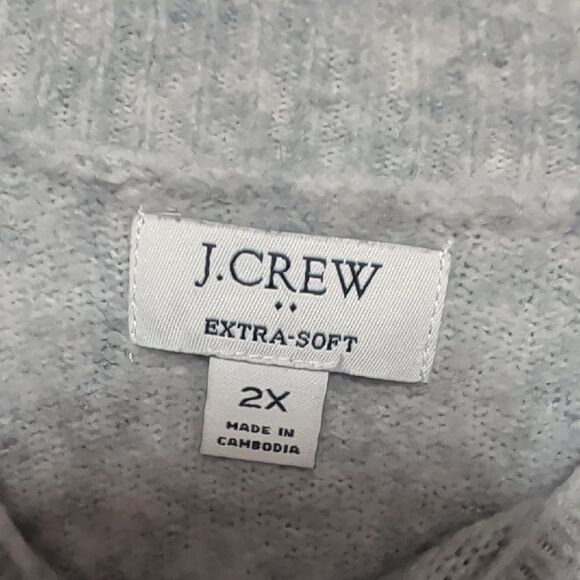 J.CREW
EXTRA-SOFT
2X
MADE IN
CAMBODIA